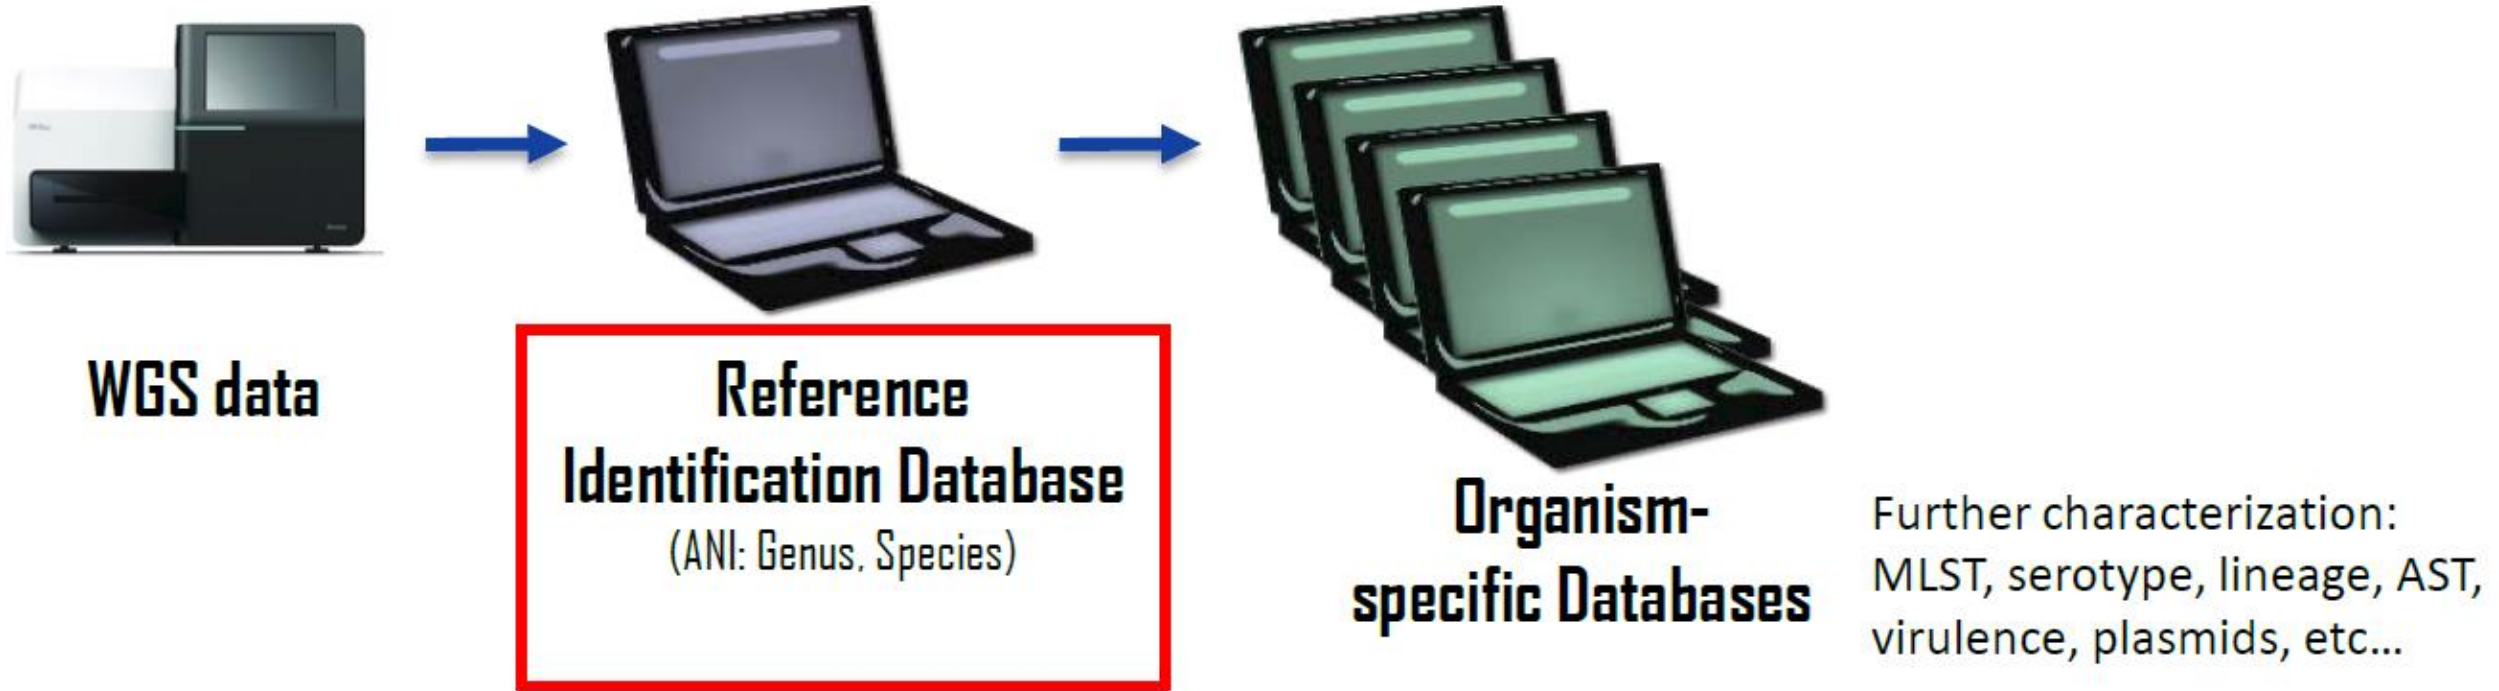 WGS data
Reference
Identification Database
(ANI: Genus, Species)
Organism-
specific Databases
Further characterization:
MLST, serotype, lineage, AST,
virulence, plasmids, etc...